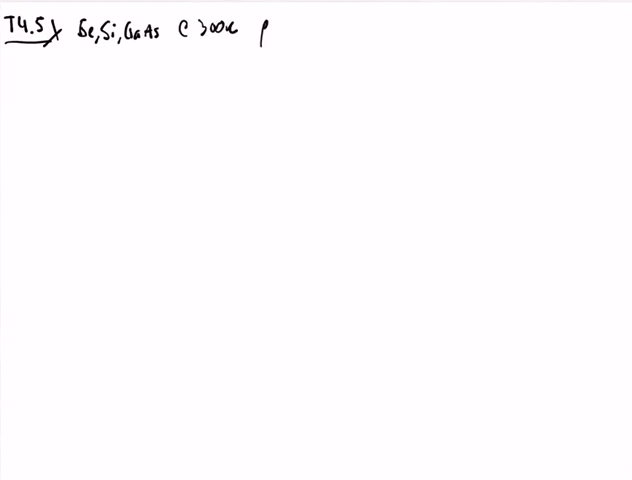 T4.5) Ge, Si, GaAs @ 300K ρ